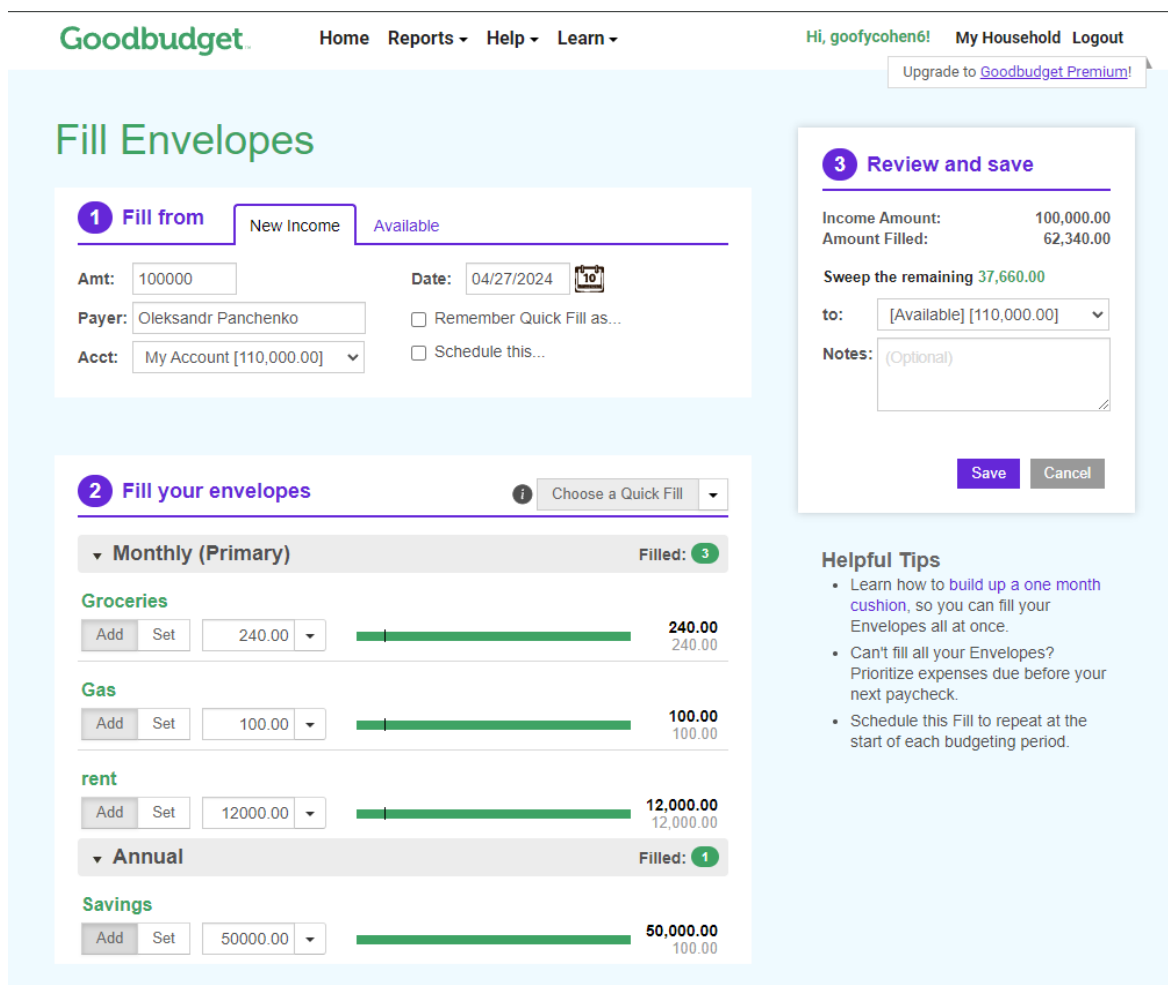 Goodbudget
Home Reports Help Learn
Hi, goofycohen6! My Household Logout
Upgrade to Goodbudget Premium!
Fill Envelopes
1 Fill from New Income Available
Amt: 100000 Date: 04/27/2024 10
Payer: Oleksandr Panchenko Remember Quick Fill as...
Acct: My Account [110,000.00] Schedule this...
2 Fill your envelopes i Choose a Quick Fill
Monthly (Primary) Filled: 3
Groceries
Add Set 240.00 240.00
240.00
Gas
Add Set 100.00 100.00
100.00
rent
Add Set 12000.00 12,000.00
12,000.00
Annual Filled: 1
Savings
Add Set 50000.00 50,000.00
100.00
3 Review and save
Income Amount: 100,000.00
Amount Filled: 62,340.00
Sweep the remaining 37,660.00
to: [Available] [110,000.00]
Notes: (Optional)
Save Cancel
Helpful Tips
• Learn how to build up a one month
cushion, so you can fill your
Envelopes all at once.
• Can't fill all your Envelopes?
Prioritize expenses due before your
next paycheck.
• Schedule this Fill to repeat at the
start of each budgeting period.